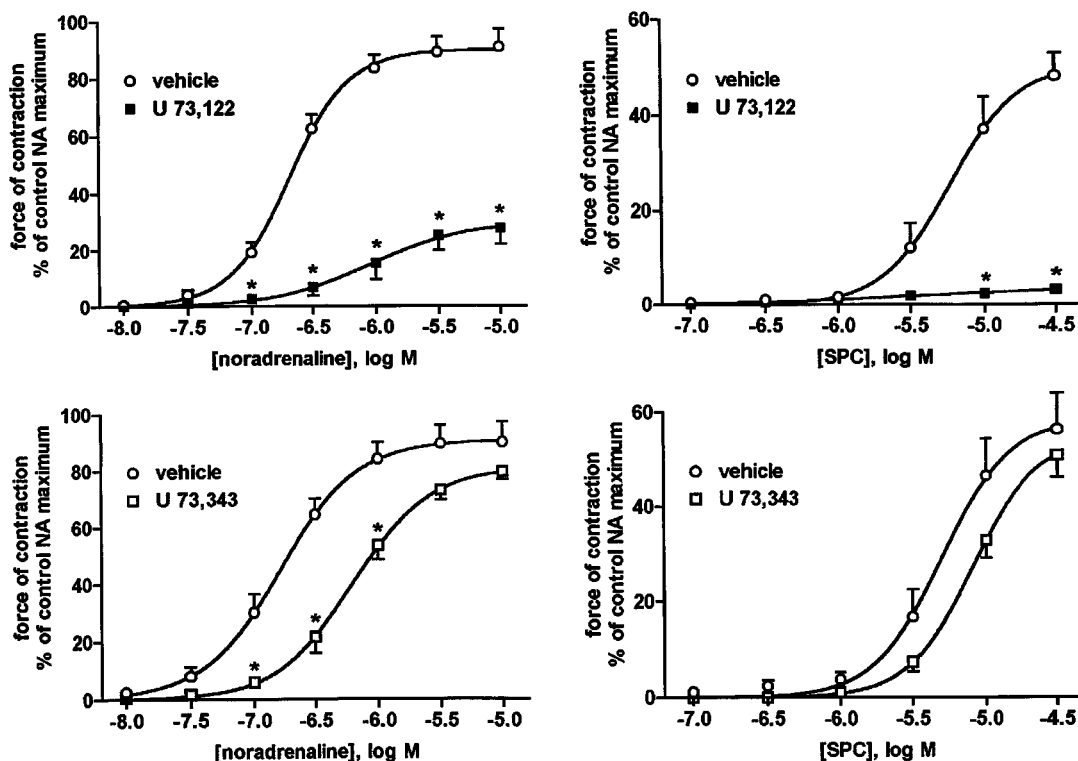 force of contraction
% of control NA maximum
100
80
60
40
20
0
vehicle
U 73,122
*
*
*
*
*
-8.0 -7.5 -7.0 -6.5 -6.0 -5.5 -5.0
[noradrenaline], log M
force of contraction
% of control NA maximum
60
40
20
0
vehicle
U 73,122
*
*
-7.0 -6.5 -6.0 -5.5 -5.0 -4.5
[SPC], log M
force of contraction
% of control NA maximum
100
80
60
40
20
0
vehicle
U 73,343
*
*
*
-8.0 -7.5 -7.0 -6.5 -6.0 -5.5 -5.0
[noradrenaline], log M
force of contraction
% of control NA maximum
60
40
20
0
vehicle
U 73,343
-7.0 -6.5 -6.0 -5.5 -5.0 -4.5
[SPC], log M